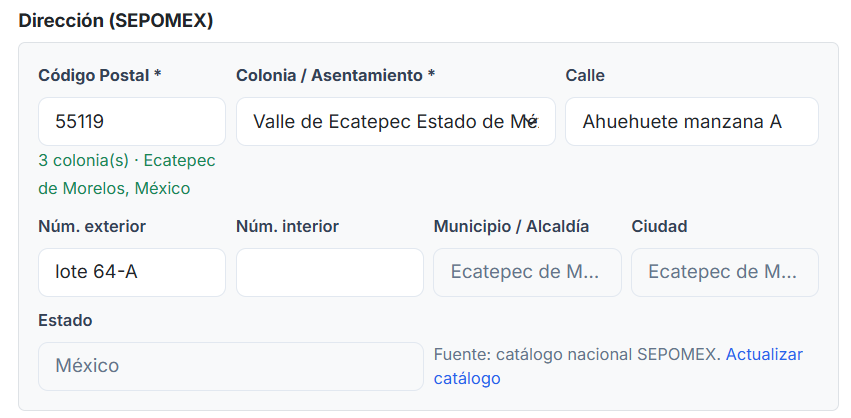 Dirección (SEPOMEX)
Código Postal *
Colonia / Asentamiento *
Calle
55119
Valle de Ecatepec Estado de Mé
Ahuehuete manzana A
3 colonia(s) · Ecatepec
de Morelos, México
Núm. exterior
Núm. interior
Municipio / Alcaldía
Ciudad
lote 64-A
Ecatepec de M...
Ecatepec de M...
Estado
México
Fuente: catálogo nacional SEPOMEX. Actualizar
catálogo